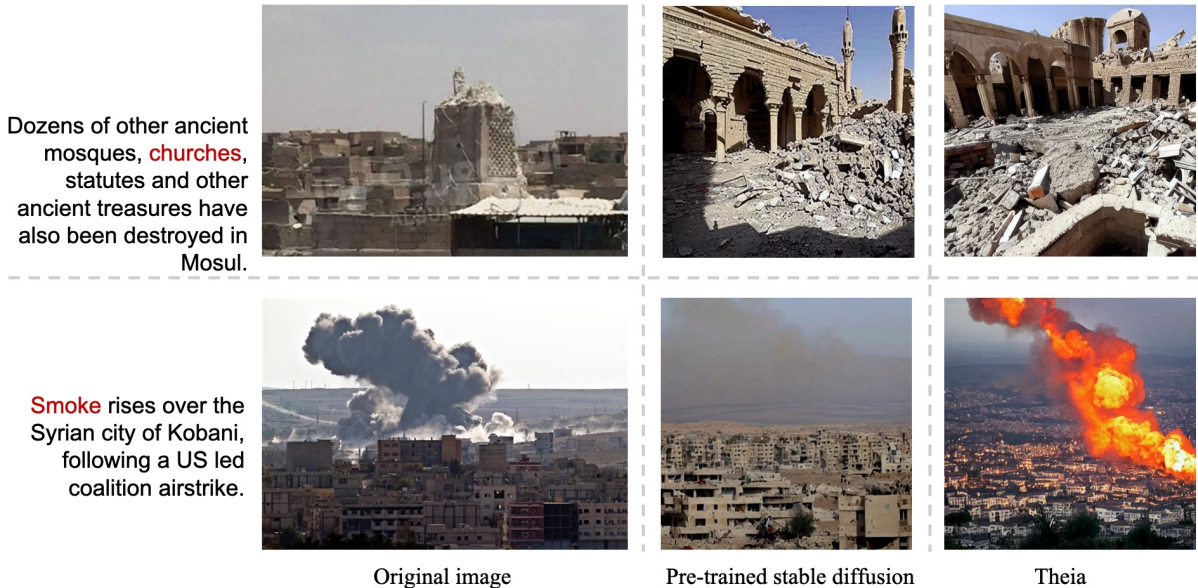 Dozens of other ancient
mosques, churches,
statutes and other
ancient treasures have
also been destroyed in
Mosul.
Smoke rises over the
Syrian city of Kobani,
following a US led
coalition airstrike.
Original image
Pre-trained stable diffusion
Theia